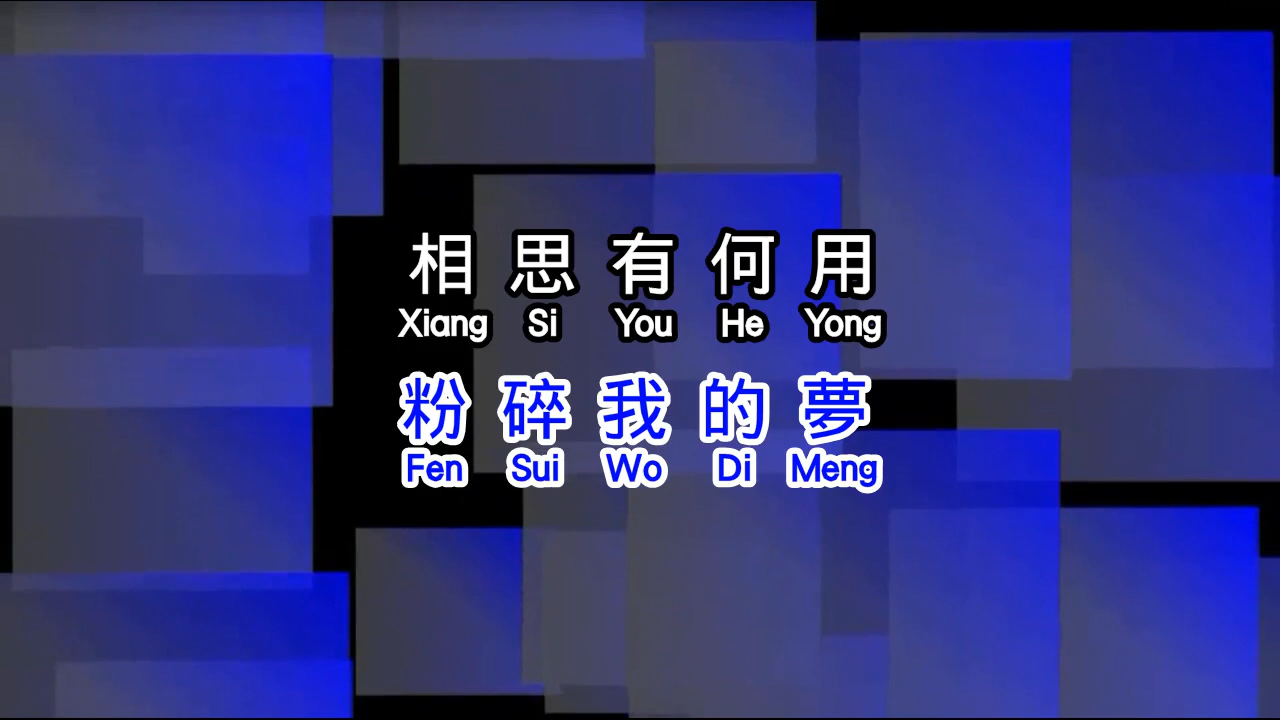 相 思 有 何 用
Xiang Si You He Yong
粉 碎 我 的 夢
Fen Sui Wo Di Meng